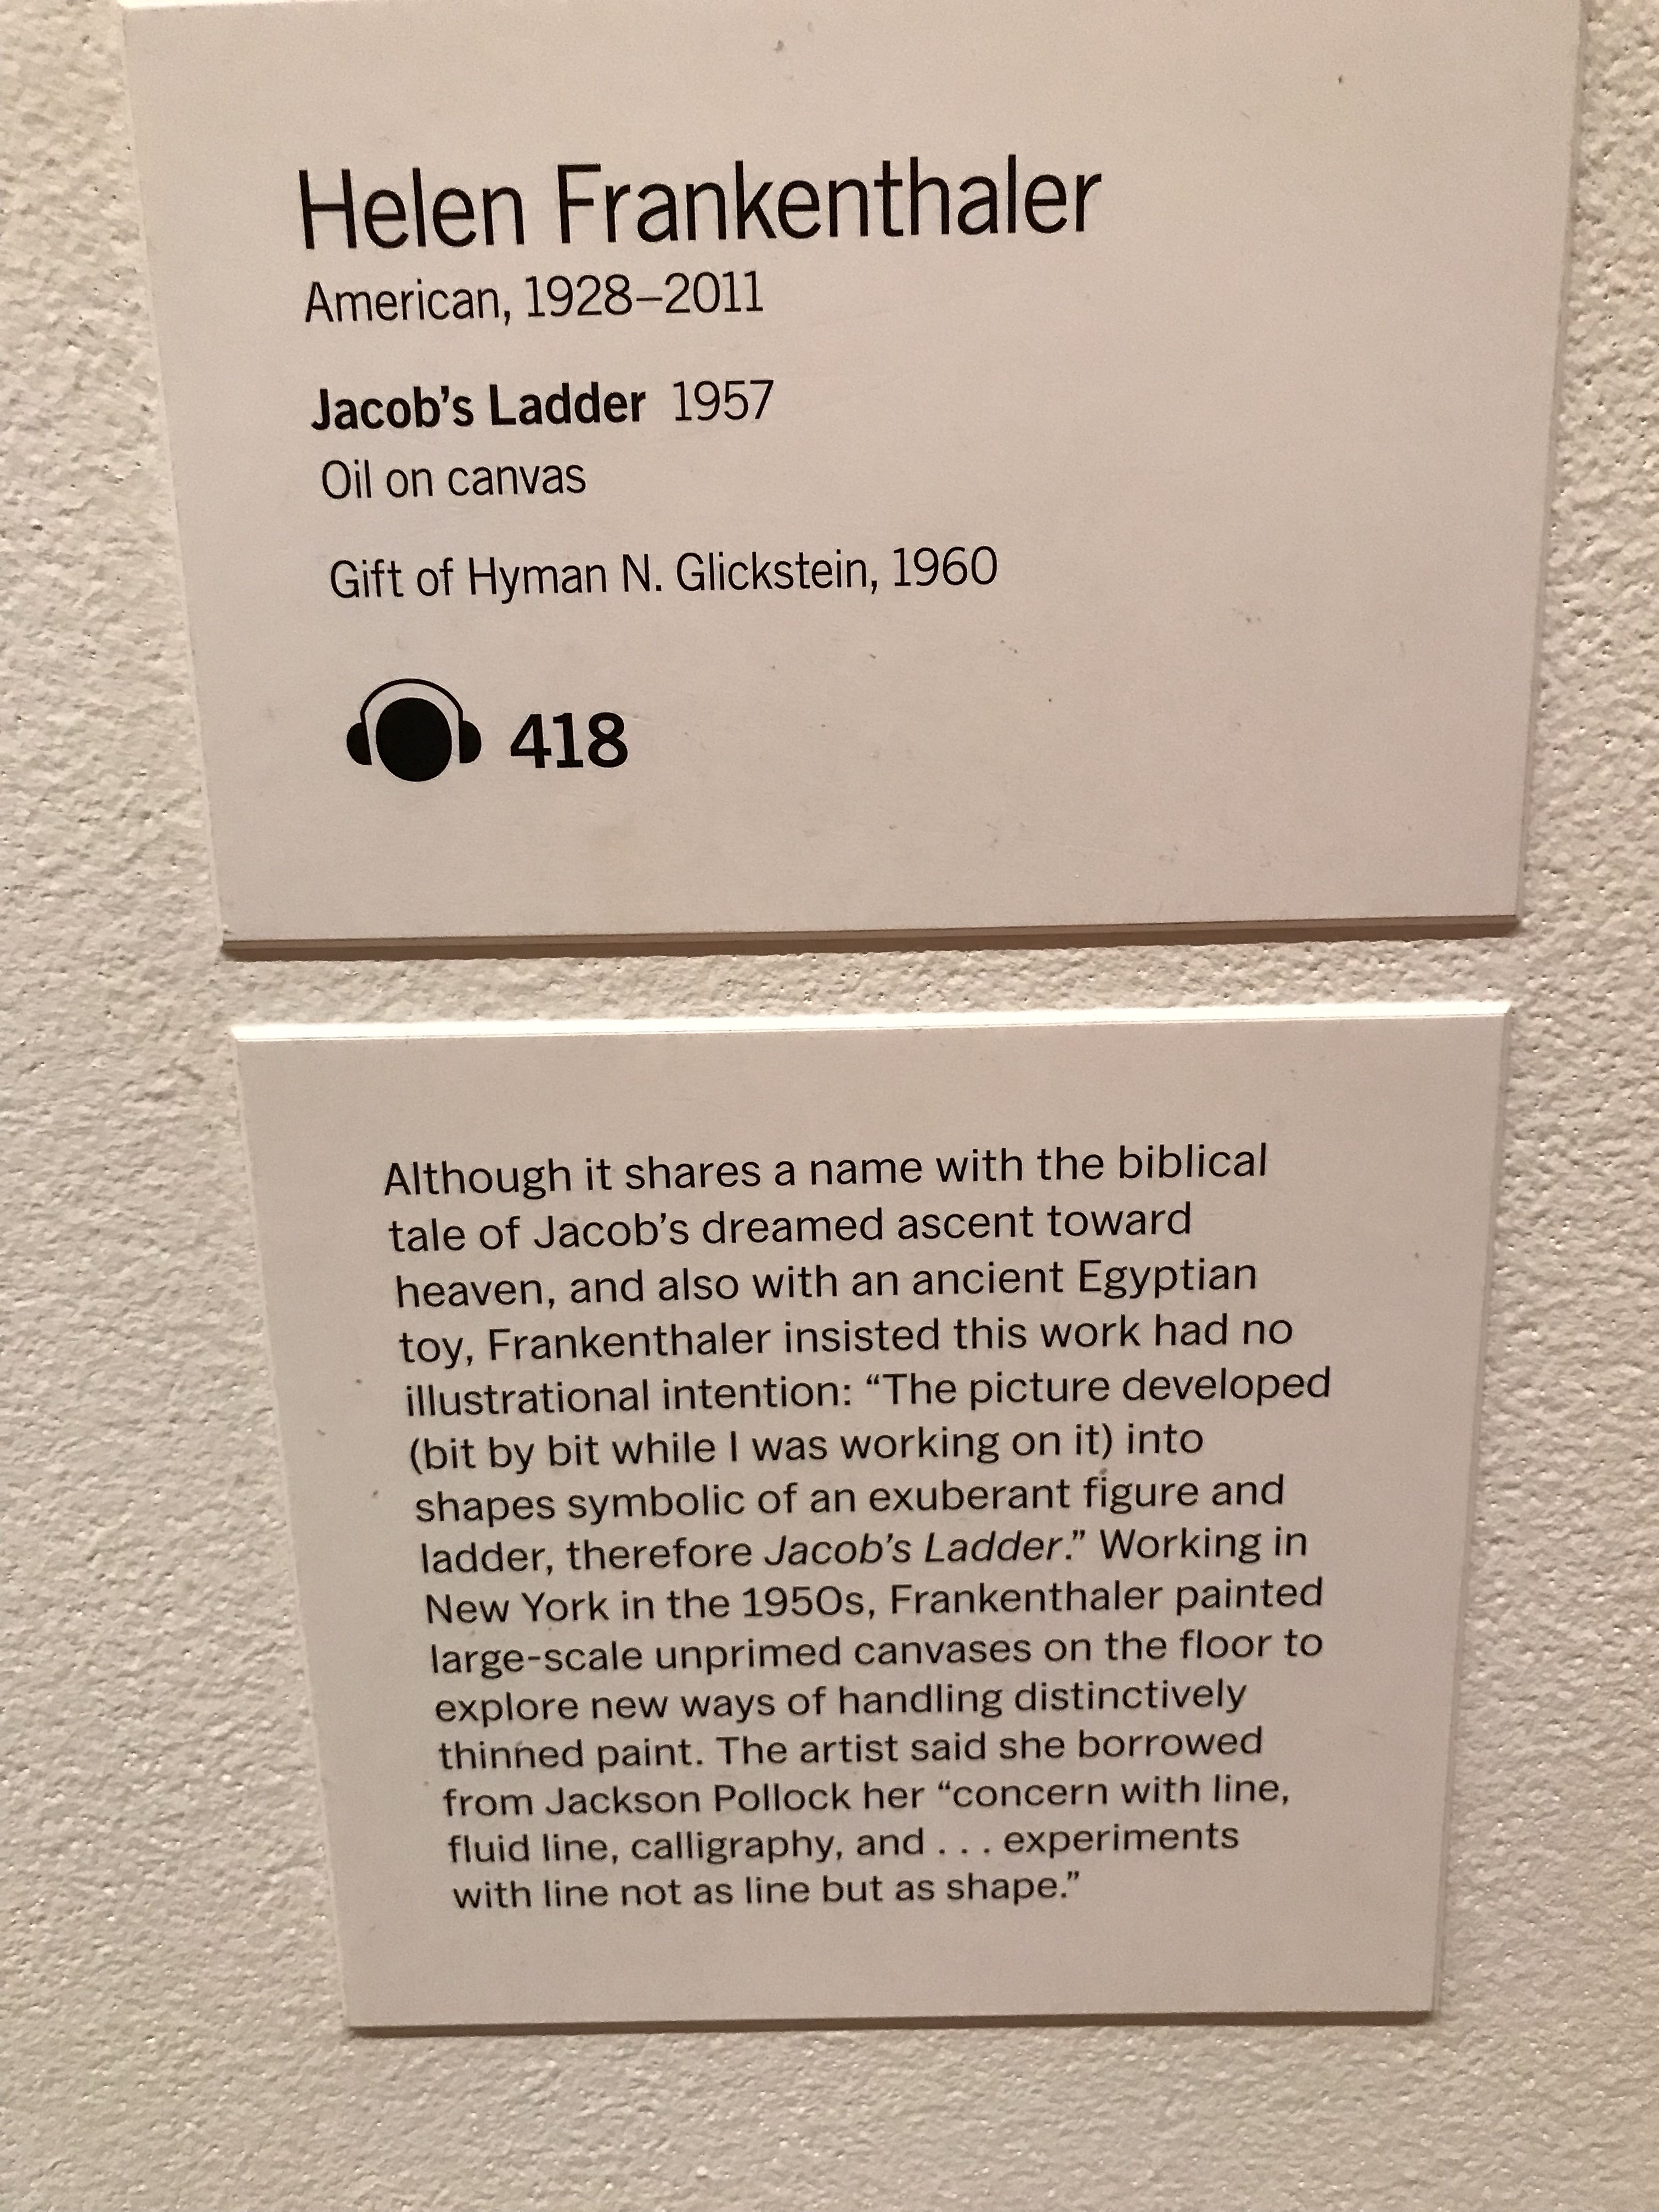 Helen Frankenthaler
American, 1928–2011
Jacob’s Ladder 1957
Oil on canvas
Gift of Hyman N. Glickstein, 1960
418
Although it shares a name with the biblical
tale of Jacob’s dreamed ascent toward
heaven, and also with an ancient Egyptian
toy, Frankenthaler insisted this work had no
illustrational intention: “The picture developed
(bit by bit while I was working on it) into
shapes symbolic of an exuberant figure and
ladder, therefore Jacob’s Ladder.” Working in
New York in the 1950s, Frankenthaler painted
large-scale unprimed canvases on the floor to
explore new ways of handling distinctively
thinned paint. The artist said she borrowed
from Jackson Pollock her “concern with line,
fluid line, calligraphy, and . . . experiments
with line not as line but as shape.”